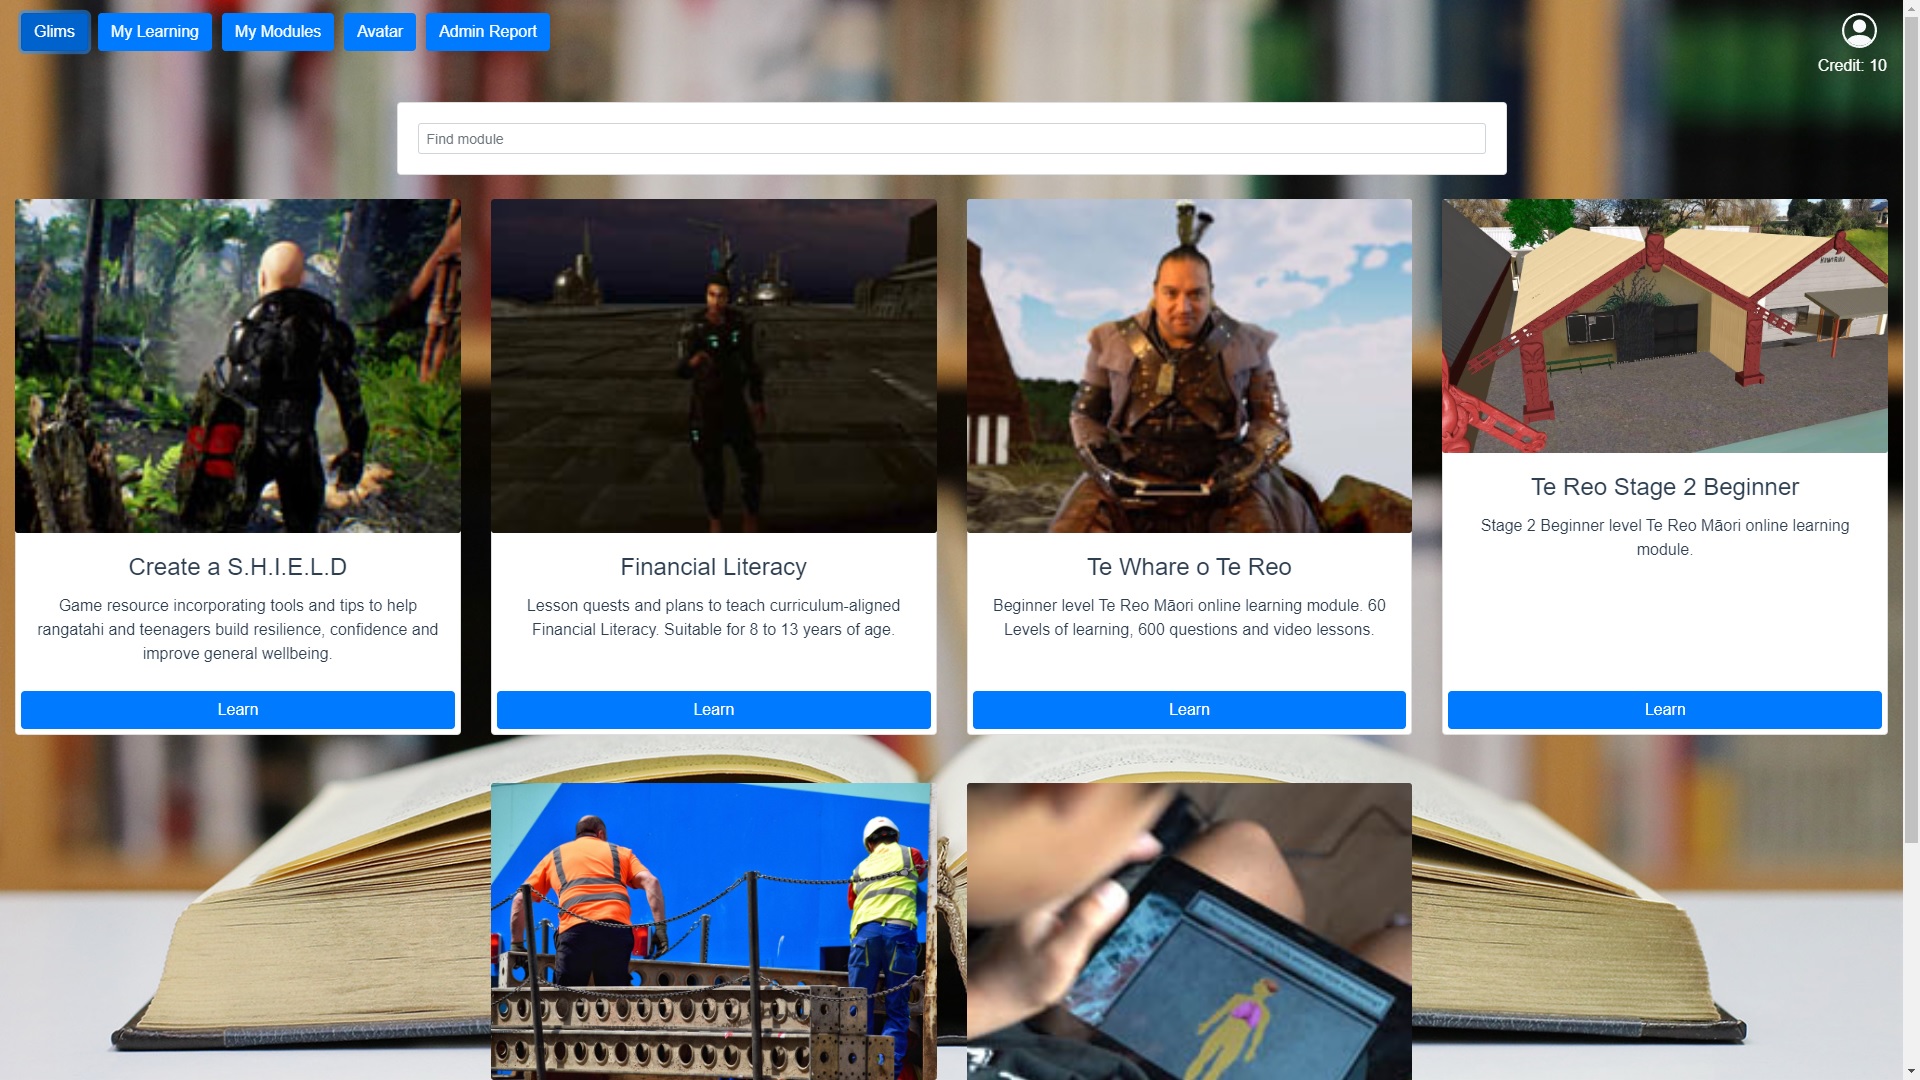 Glims
My Learning
My Modules
Avatar
Admin Report
Credit: 10
Find module
Create a S.H.I.E.L.D
Game resource incorporating tools and tips to help
rangatahi and teenagers build resilience, confidence and
improve general wellbeing.
Learn
Financial Literacy
Lesson quests and plans to teach curriculum-aligned
Financial Literacy. Suitable for 8 to 13 years of age.
Learn
Te Whare o Te Reo
Beginner level Te Reo Māori online learning module. 60
Levels of learning, 600 questions and video lessons.
Learn
Te Reo Stage 2 Beginner
Stage 2 Beginner level Te Reo Māori online learning
module.
Learn